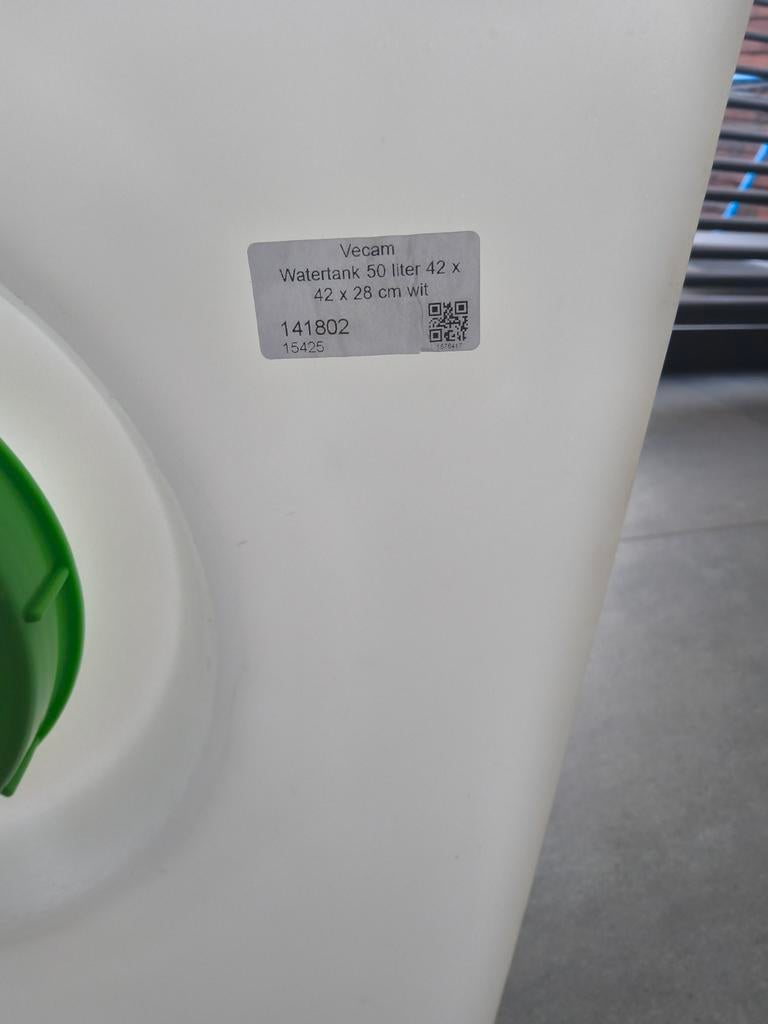 Vecam
Watertank 50 liter 42 x
42 x 28 cm wit
141802
15425